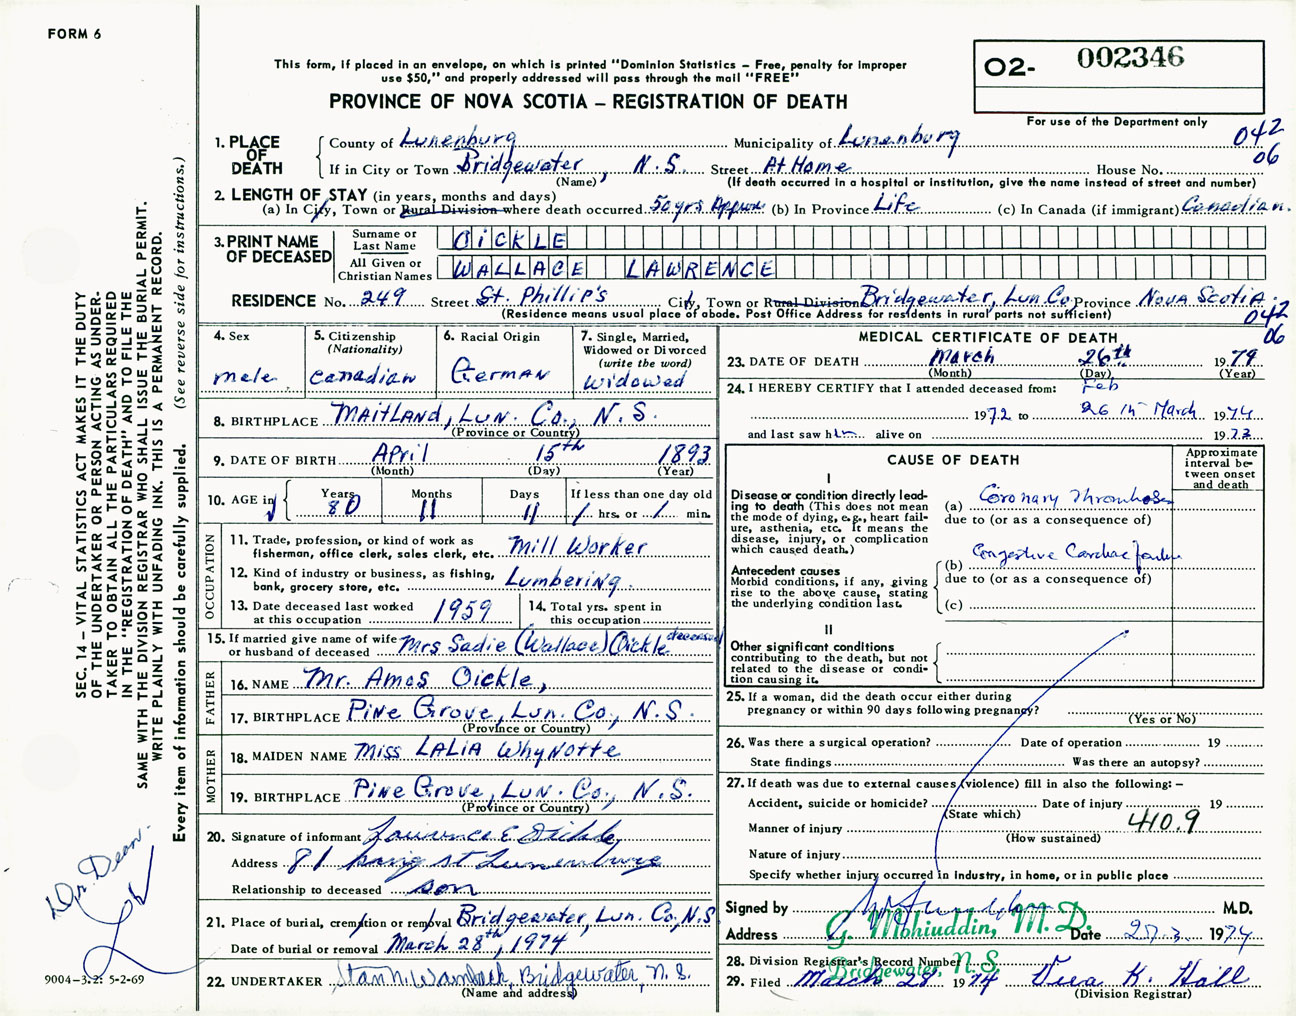 FORM 6
This form, if placed in an envelope, on which is printed "Dominion Statistics – Free, penalty for improper
use $50," and properly addressed will pass through the mail "FREE"
PROVINCE OF NOVA SCOTIA – REGISTRATION OF DEATH
O2- 002346
For use of the Department only
042
06
1. PLACE OF DEATH
County of Lunenburg Municipality of Lunenburg
If in City or Town Bridgewater, N.S. Street At Home House No.
(Name) (If death occurred in a hospital or institution, give the name instead of street and number)
2. LENGTH OF STAY (in years, months and days)
(a) In City, Town or Rural Division where death occurred 50 yrs Approx (b) In Province Life (c) In Canada (if immigrant) Canadian.
3. PRINT NAME OF DECEASED
Surname or Last Name OICKLE
All Given or Christian Names WALLACE LAWRENCE
RESIDENCE No. 249 Street St. Phillip's City, Town or Rural Division Bridgewater, Lun. Co Province Nova Scotia.
(Residence means usual place of abode. Post Office Address for residents in rural parts not sufficient)
042
06
4. Sex
male
5. Citizenship
(Nationality)
Canadian
6. Racial Origin
German
7. Single, Married,
Widowed or Divorced
(write the word)
Widowed
8. BIRTHPLACE Maitland, Lun. Co., N.S.
(Province or Country)
9. DATE OF BIRTH April 15th 1893
(Month) (Day) (Year)
10. AGE in
Years 80
Months 11
Days 11
If less than one day old
/ hrs. or / min.
OCCUPATION
11. Trade, profession, or kind of work as
fisherman, office clerk, sales clerk, etc. Mill Worker
12. Kind of industry or business, as fishing,
bank, grocery store, etc. Lumbering.
13. Date deceased last worked
at this occupation 1959
14. Total yrs. spent in
this occupation
15. If married give name of wife
or husband of deceased Mrs Sadie (Wallace) Oickle deceased
FATHER
16. NAME Mr. Amos Oickle,
17. BIRTHPLACE Pine Grove, Lun. Co., N.S.
(Province or Country)
MOTHER
18. MAIDEN NAME Miss LALIA WhyNotte
19. BIRTHPLACE Pine Grove, Lun. Co., N.S.
(Province or Country)
20. Signature of informant Lawrence E Oickle
Address 81 st Lunenburg
Relationship to deceased son
21. Place of burial, cremation or removal Bridgewater, Lun. Co, N.S
Date of burial or removal March 28th, 1974
22. UNDERTAKER Bridgewater, N.S.
(Name and address)
MEDICAL CERTIFICATE OF DEATH
23. DATE OF DEATH March 26th 1974
(Month) (Day) (Year)
24. I HEREBY CERTIFY that I attended deceased from:
Feb
1972 to 26th March 1974
and last saw him alive on 19
CAUSE OF DEATH
Approximate
interval be-
tween onset
and death
I
Disease or condition directly lead-
ing to death (This does not mean
the mode of dying, e.g., heart fail-
ure, asthenia, etc. It means the
disease, injury, or complication
which caused death.)
(a) Coronary Thrombosis
due to (or as a consequence of)
Antecedent causes
Morbid conditions, if any, giving
rise to the above cause, stating
the underlying condition last.
(b) Congestive Cardiac failure
due to (or as a consequence of)
(c)
II
Other significant conditions
contributing to the death, but not
related to the disease or condi-
tion causing it.
25. If a woman, did the death occur either during
pregnancy or within 90 days following pregnancy?
(Yes or No)
26. Was there a surgical operation? Date of operation 19
State findings Was there an autopsy?
27. If death was due to external causes (violence) fill in also the following: –
Accident, suicide or homicide? Date of injury 19
(State which)
Manner of injury 410.9
(How sustained)
Nature of injury
Specify whether injury occurred in Industry, in home, or in public place
Signed by M.D.
G. Mohiuddin, M.D.
Address Date 27.3. 1974
28. Division Registrar's Record Number
Bridgewater, N.S.
29. Filed March 28 1974 Vera K. Hall
(Division Registrar)
SEC. 14 – VITAL STATISTICS ACT MAKES IT THE DUTY
OF THE UNDERTAKER OR PERSON ACTING AS UNDER-
TAKER TO OBTAIN ALL THE PARTICULARS REQUIRED
IN THE "REGISTRATION OF DEATH" AND TO FILE THE
SAME WITH THE DIVISION REGISTRAR WHO SHALL ISSUE THE BURIAL PERMIT.
WRITE PLAINLY WITH UNFADING INK. THIS IS A PERMANENT RECORD.
Every item of information should be carefully supplied. (See reverse side for instructions.)
Dr. Dean.
9004–3.2: 5-2-69